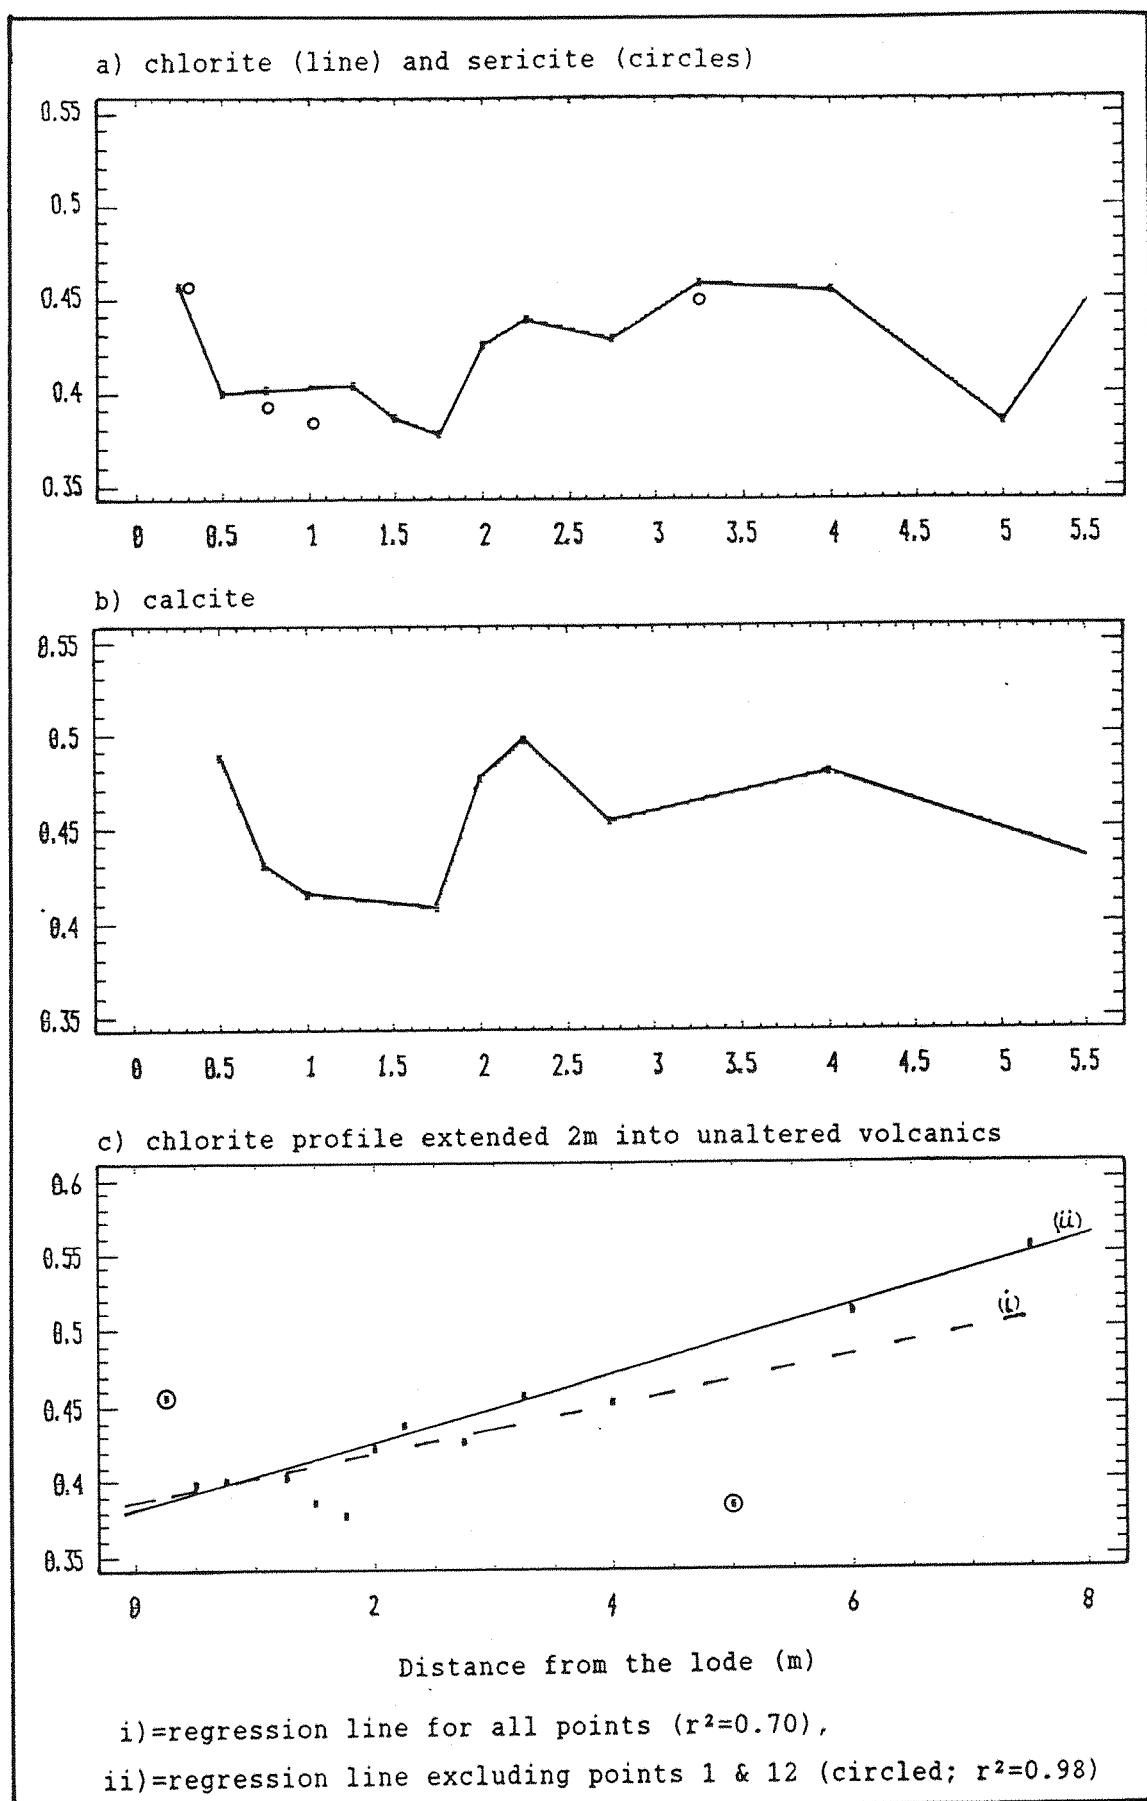 a) chlorite (line) and sericite (circles)
0.55
0.5
0.45
0.4
0.35
0 0.5 1 1.5 2 2.5 3 3.5 4 4.5 5 5.5
b) calcite
0.55
0.5
0.45
0.4
0.35
0 0.5 1 1.5 2 2.5 3 3.5 4 4.5 5 5.5
c) chlorite profile extended 2m into unaltered volcanics
0.6
(ii)
0.55
(i)
0.5
0.45
0.4
0.35
0 2 4 6 8
Distance from the lode (m)
i)=regression line for all points (r²=0.70),
ii)=regression line excluding points 1 & 12 (circled; r²=0.98)